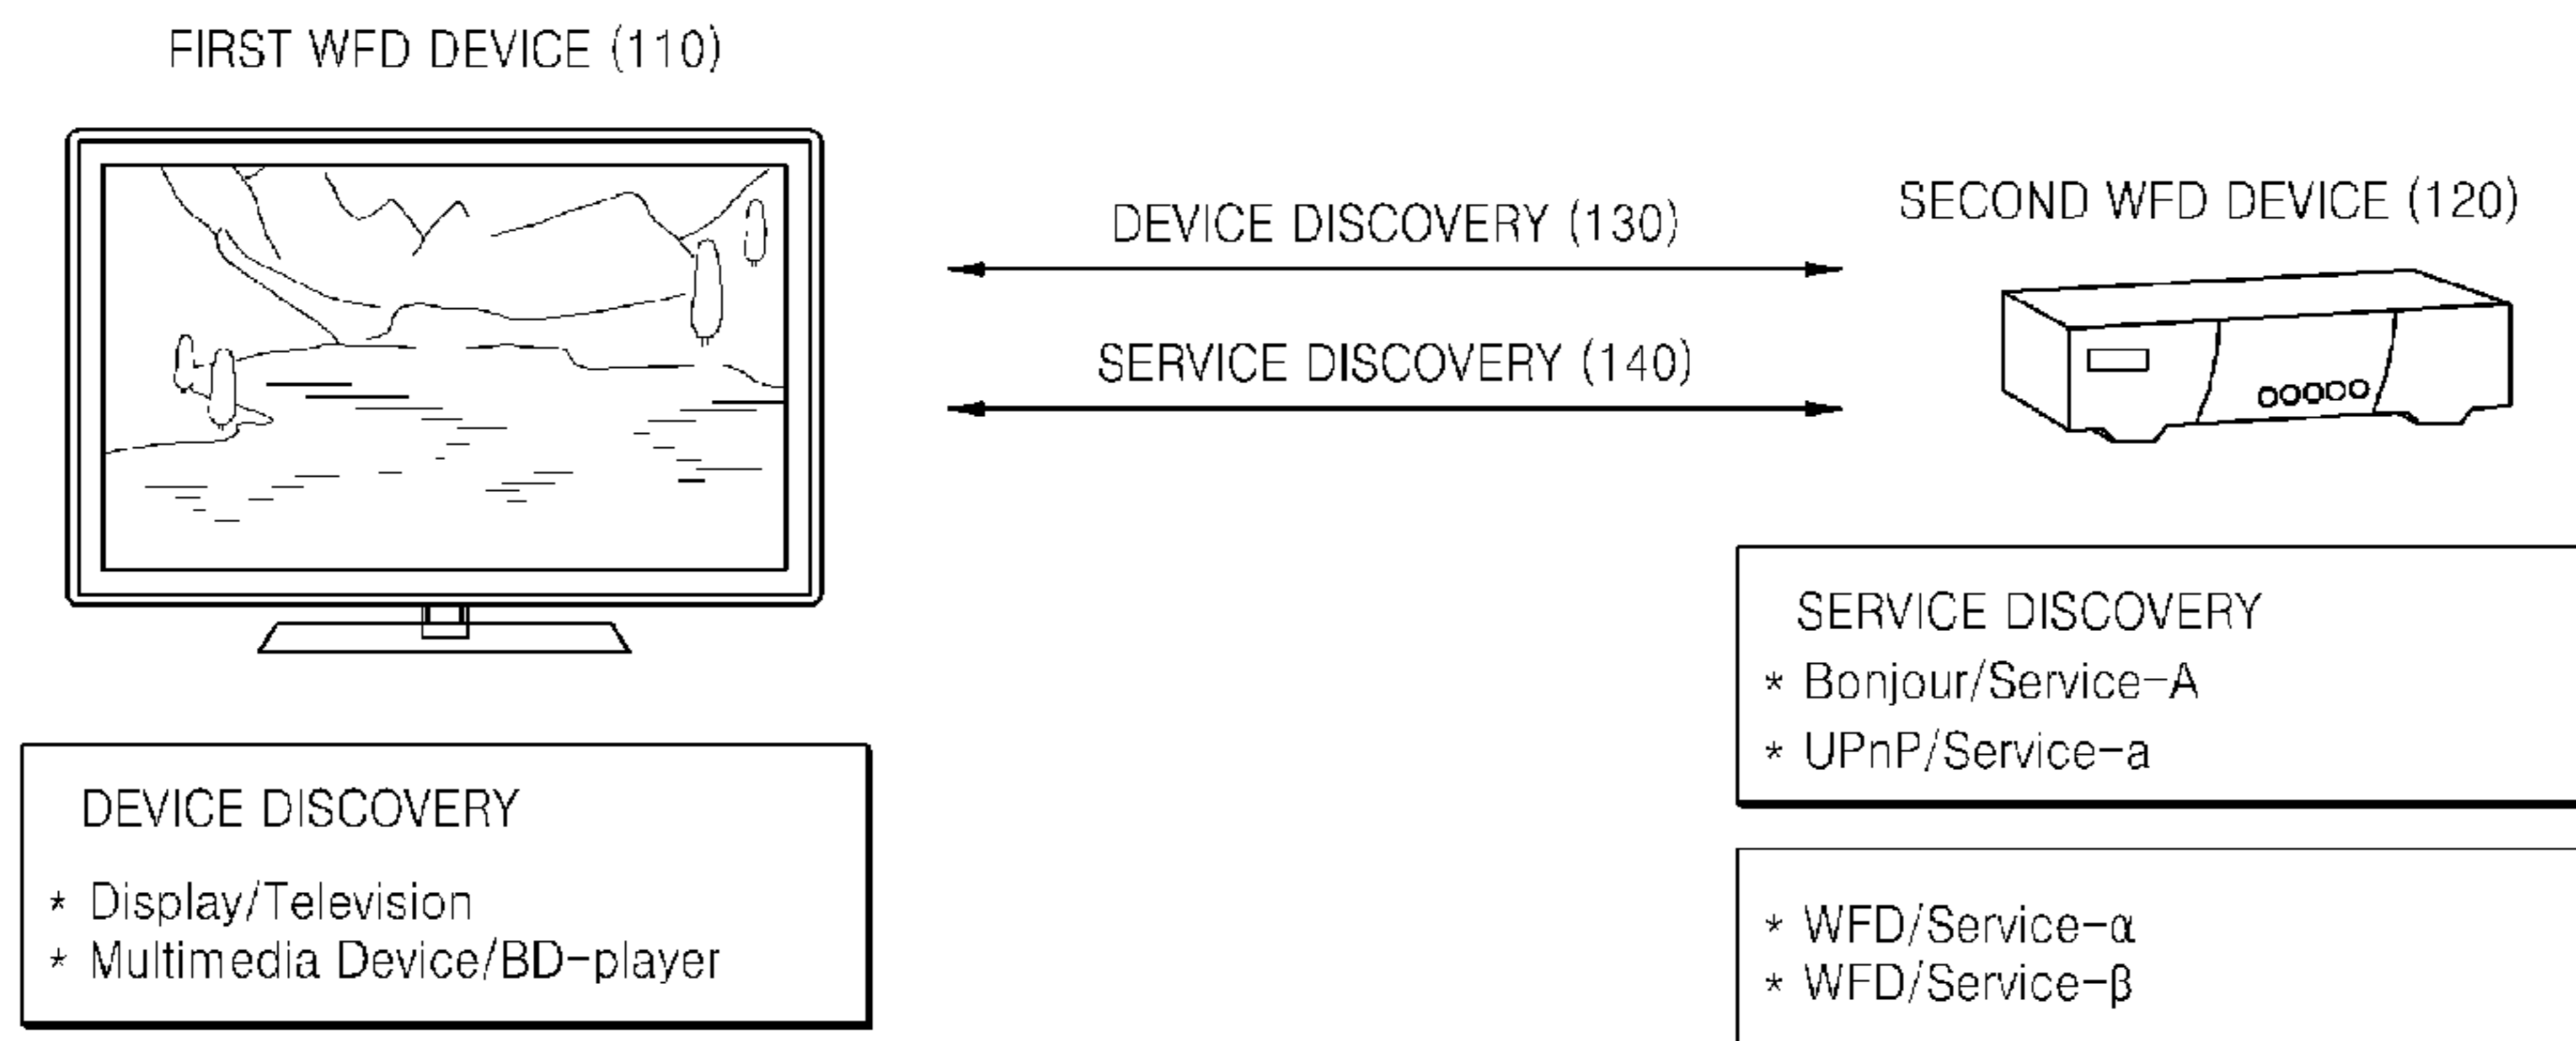 FIRST WFD DEVICE (110)
DEVICE DISCOVERY (130)
SECOND WFD DEVICE (120)
SERVICE DISCOVERY (140)
DEVICE DISCOVERY
* Display/Television
* Multimedia Device/BD-player
SERVICE DISCOVERY
* Bonjour/Service-A
* UPnP/Service-a
* WFD/Service-α
* WFD/Service-β